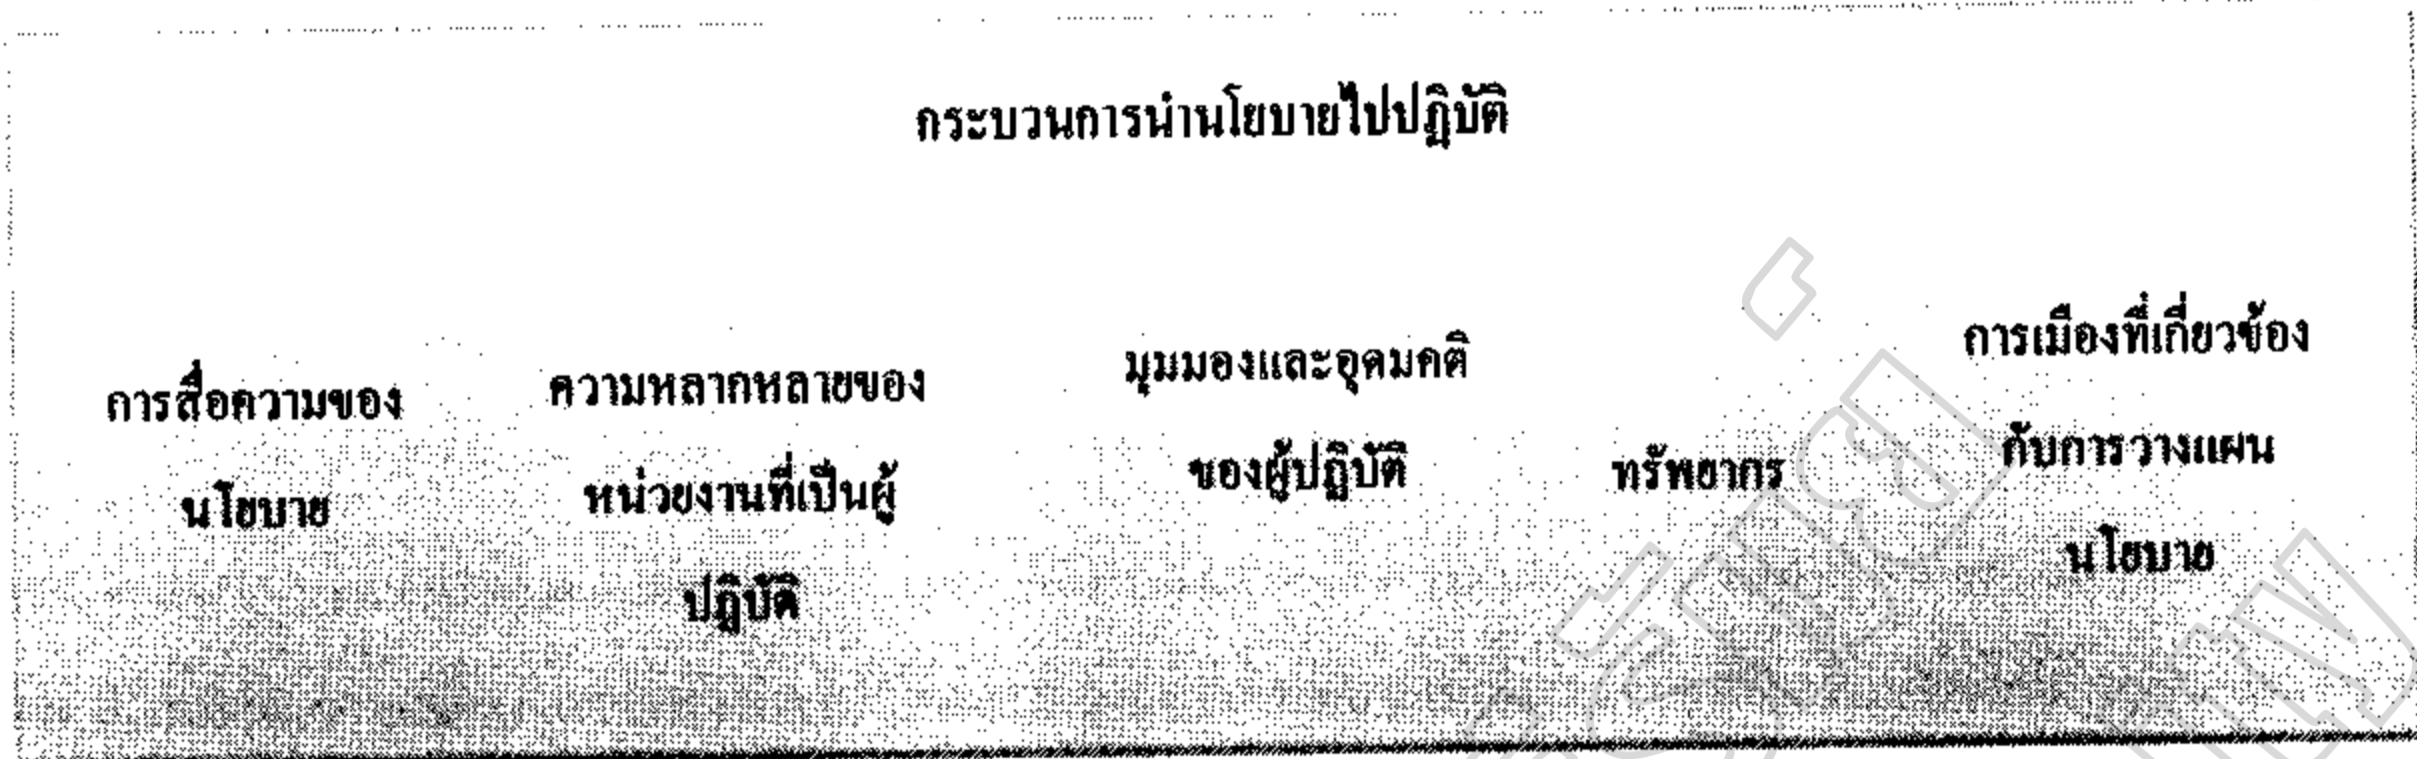 กระบวนการนำนโยบายไปปฏิบัติ
การสื่อความของ
นโยบาย
ความหลากหลายของ
หน่วยงานที่เป็นผู้
ปฏิบัติ
มุมมองและอุดมคติ
ของผู้ปฏิบัติ
ทรัพยากร
การเมืองที่เกี่ยวข้อง
กับการวางแผน
นโยบาย